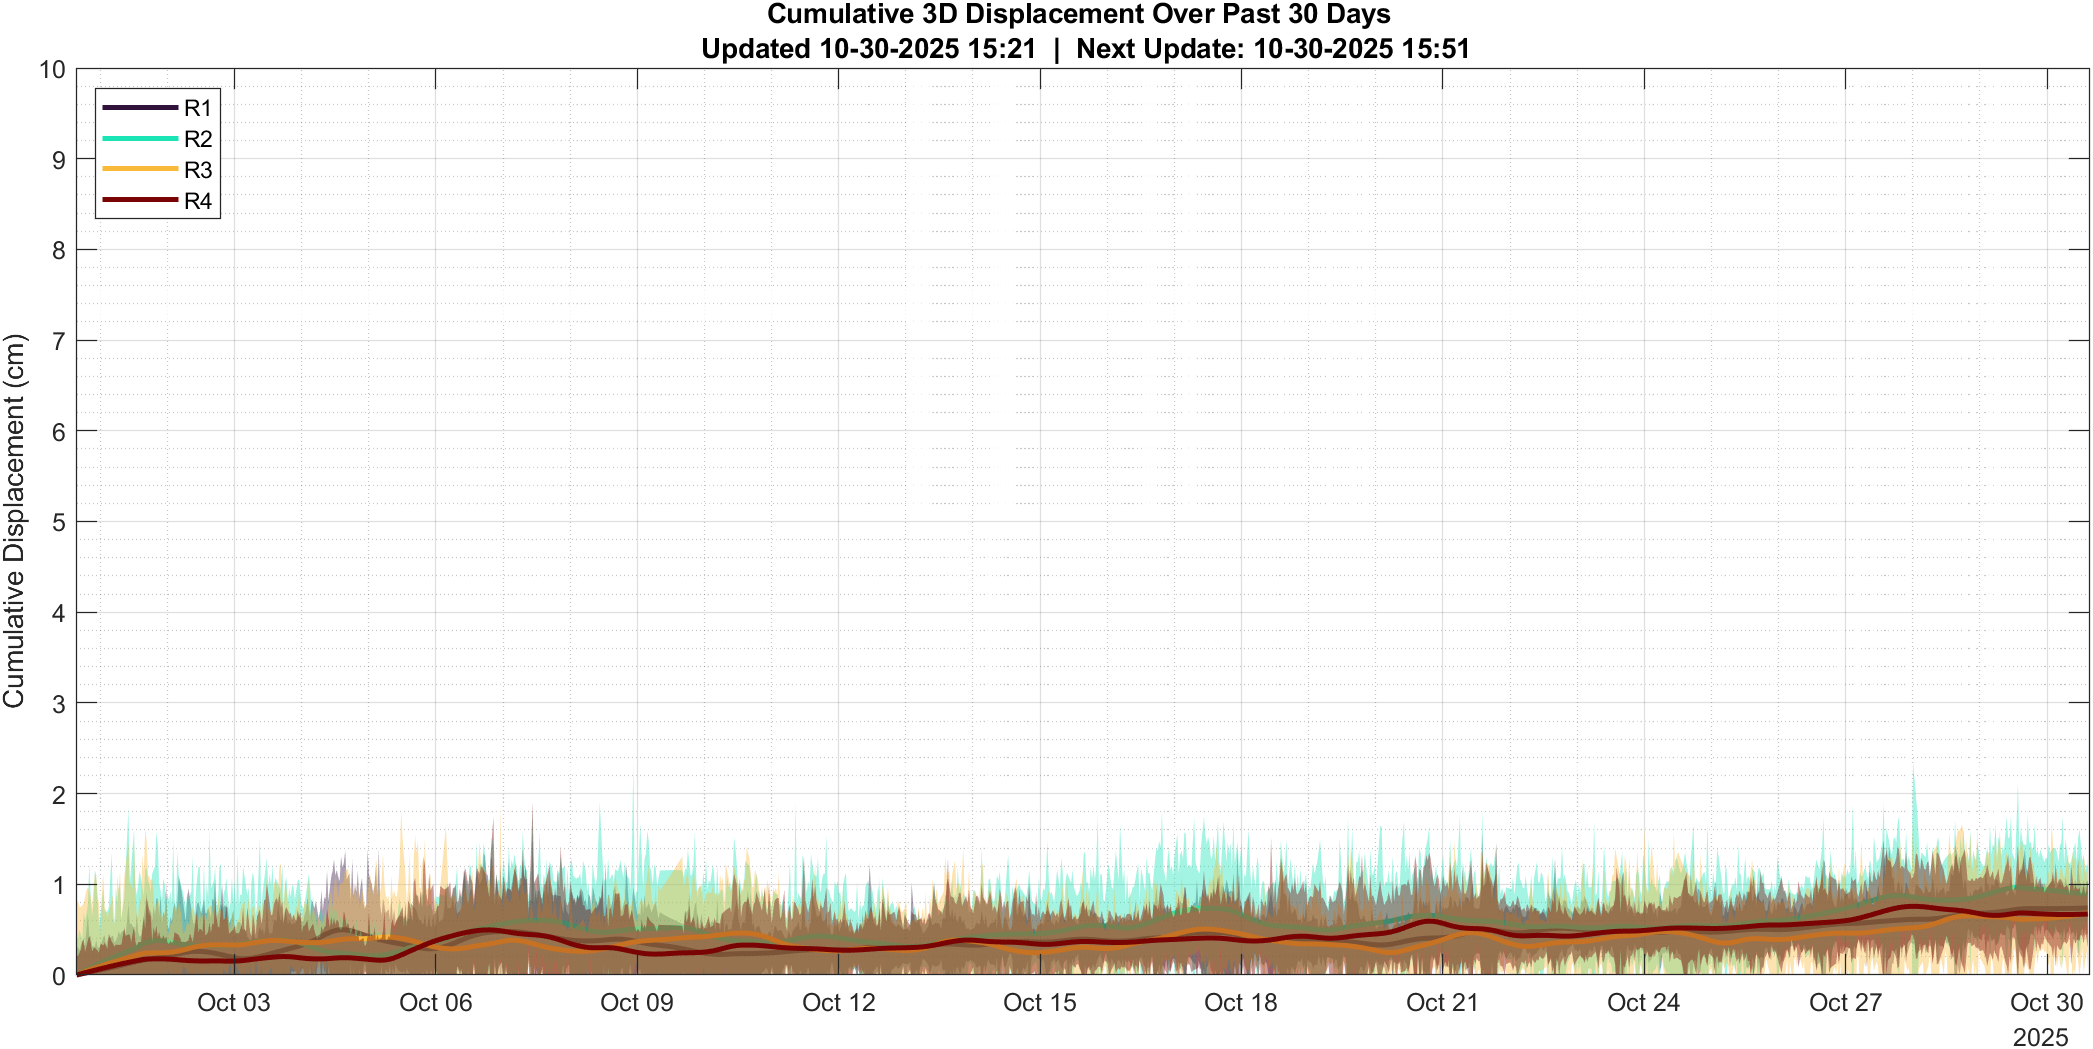 Cumulative 3D Displacement Over Past 30 Days
Updated 10-30-2025 15:21 | Next Update: 10-30-2025 15:51
R1
R2
R3
R4
Cumulative Displacement (cm)
10
9
8
7
6
5
4
3
2
1
0
Oct 03
Oct 06
Oct 09
Oct 12
Oct 15
Oct 18
Oct 21
Oct 24
Oct 27
Oct 30
2025